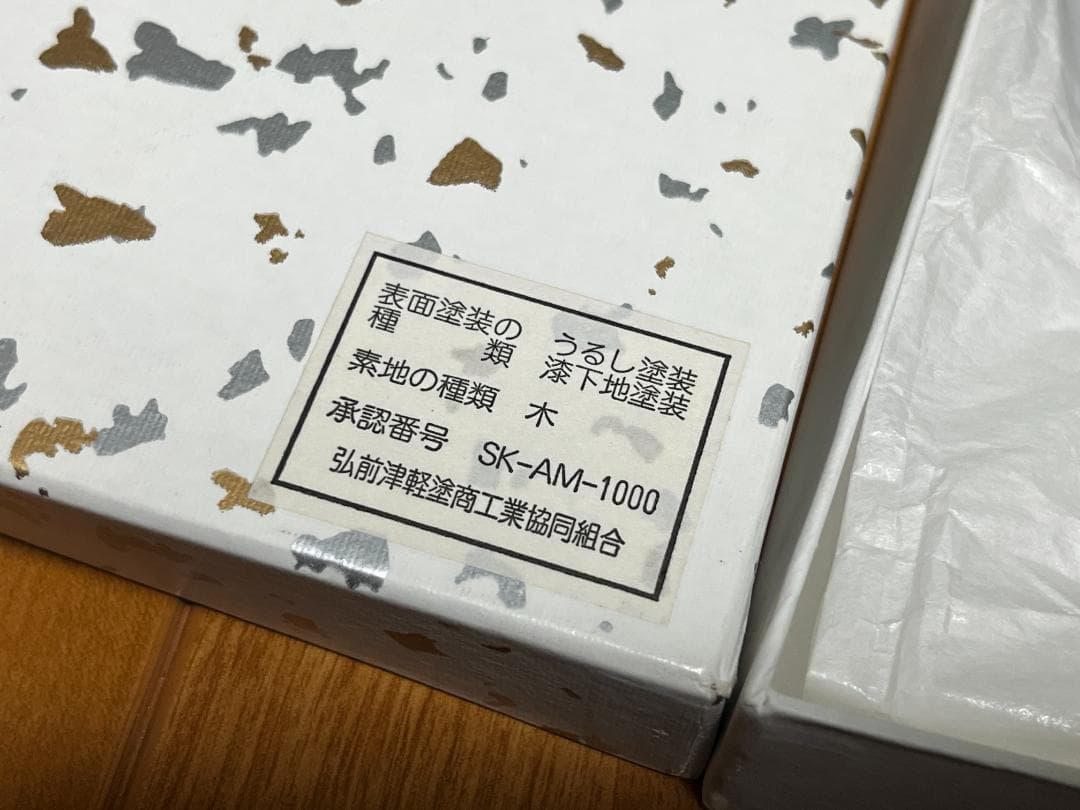 表面塗装の種類 うるし塗装
漆下地塗装
素地の種類 木
承認番号 SK-AM-1000
弘前津軽塗商工業協同組合